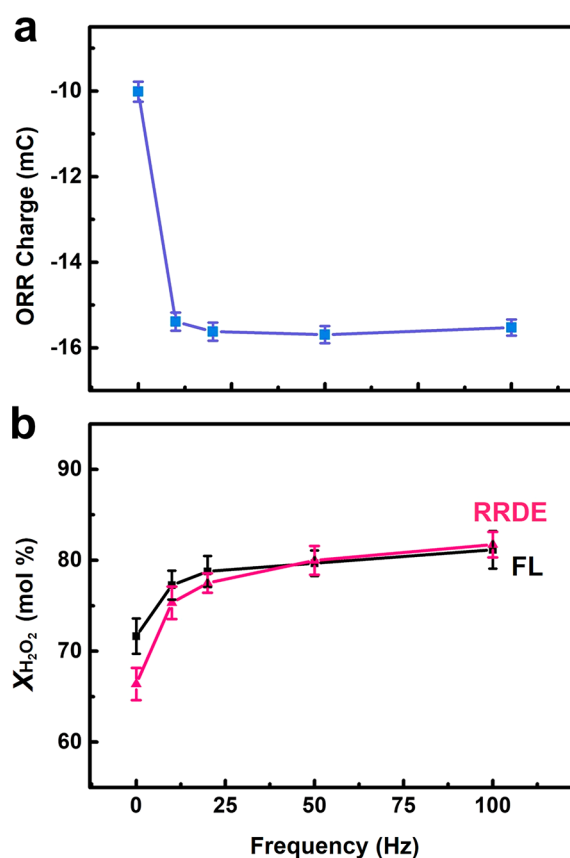 a
-10
-12
-14
-16
ORR Charge (mC)
b
90
80
70
60
XH₂O₂ (mol %)
RRDE
FL
0 25 50 75 100
Frequency (Hz)